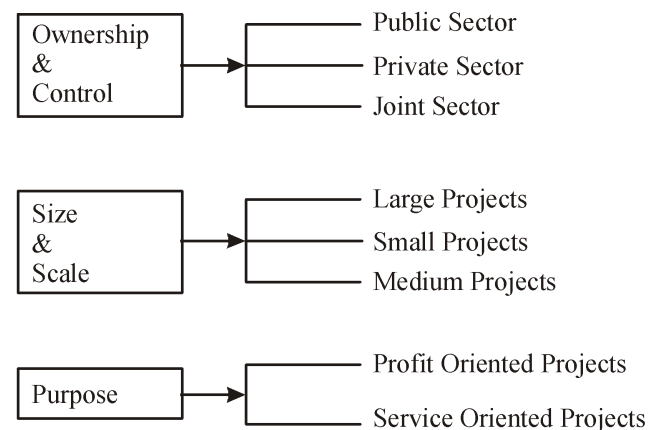 Ownership
&
Control
Public Sector
Private Sector
Joint Sector
Size
&
Scale
Large Projects
Small Projects
Medium Projects
Purpose
Profit Oriented Projects
Service Oriented Projects